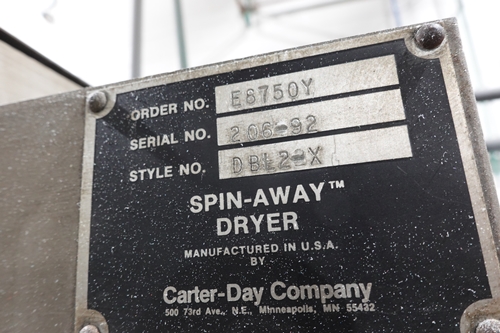 ORDER NO. E8750Y
SERIAL NO. 206-92
STYLE NO. DBL2-X
SPIN-AWAY™
DRYER
MANUFACTURED IN U.S.A.
BY
Carter-Day Company
500 73rd Ave., N.E., Minneapolis, MN 55432